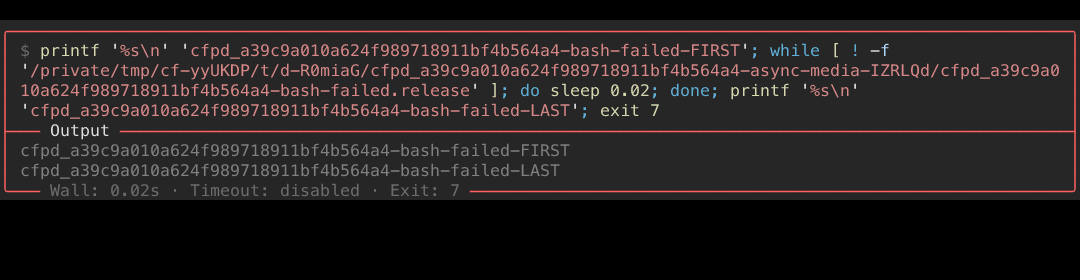 $ printf '%s\n' 'cfpd_a39c9a010a624f989718911bf4b564a4-bash-failed-FIRST'; while [ ! -f
'/private/tmp/cf-yyUKDP/t/d-R0miaG/cfpd_a39c9a010a624f989718911bf4b564a4-async-media-IZRLQd/cfpd_a39c9a0
10a624f989718911bf4b564a4-bash-failed.release' ]; do sleep 0.02; done; printf '%s\n'
'cfpd_a39c9a010a624f989718911bf4b564a4-bash-failed-LAST'; exit 7
Output
cfpd_a39c9a010a624f989718911bf4b564a4-bash-failed-FIRST
cfpd_a39c9a010a624f989718911bf4b564a4-bash-failed-LAST
Wall: 0.02s · Timeout: disabled · Exit: 7